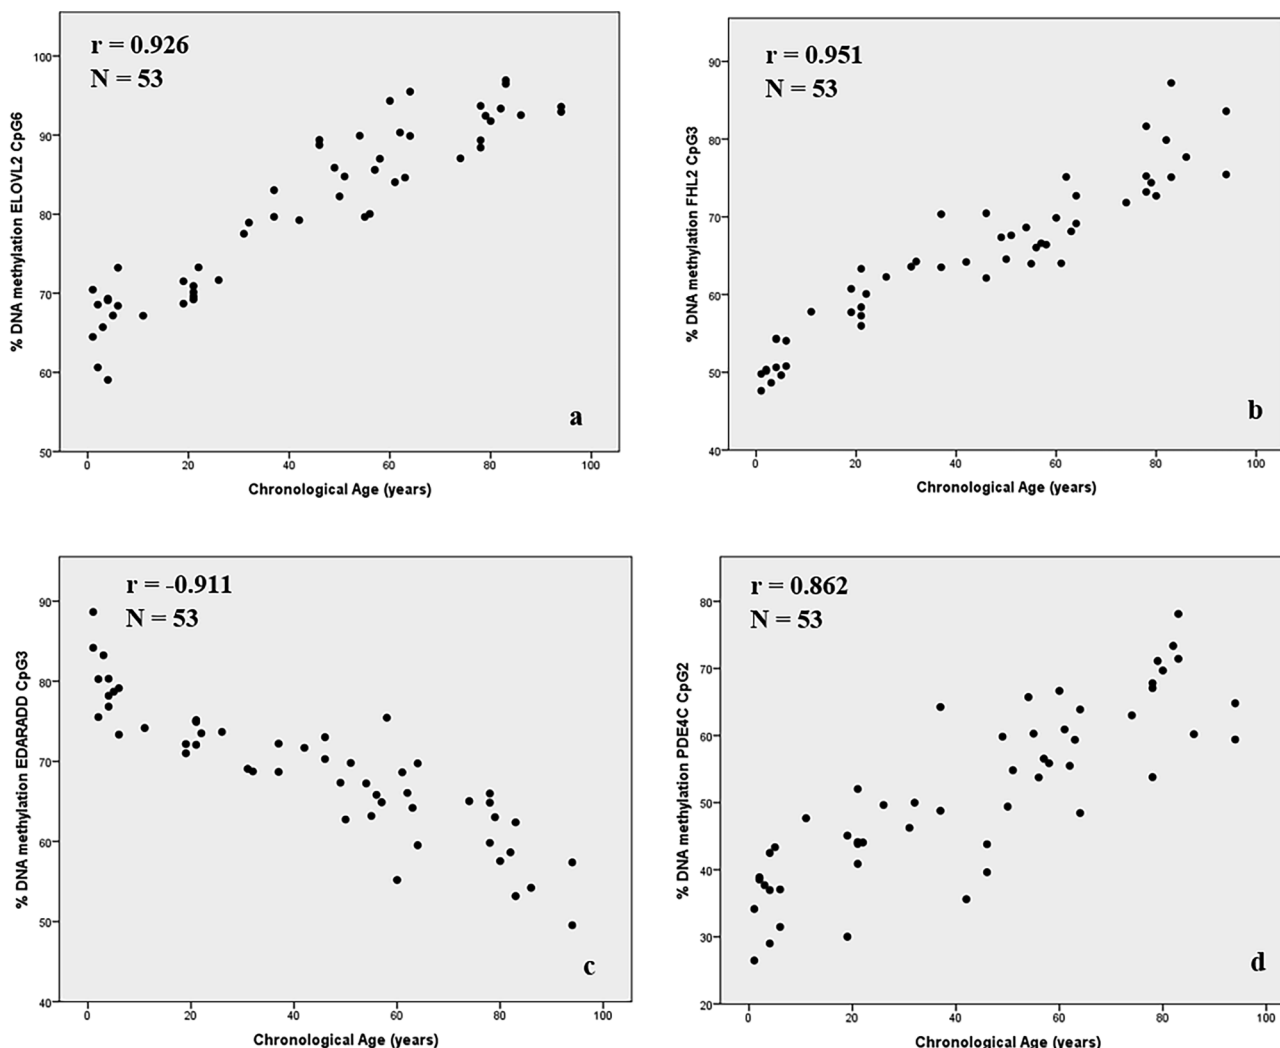 r = 0.926
N = 53
100
90
80
70
60
50
% DNA methylation ELOVL2 CpG6
0 20 40 60 80 100
Chronological Age (years)
a
r = 0.951
N = 53
90
80
70
60
50
40
% DNA methylation FHL2 CpG3
0 20 40 60 80 100
Chronological Age (years)
b
r = -0.911
N = 53
90
80
70
60
50
40
% DNA methylation EDARADD CpG3
0 20 40 60 80 100
Chronological Age (years)
c
r = 0.862
N = 53
80
70
60
50
40
30
20
% DNA methylation PDE4C CpG2
0 20 40 60 80 100
Chronological Age (years)
d